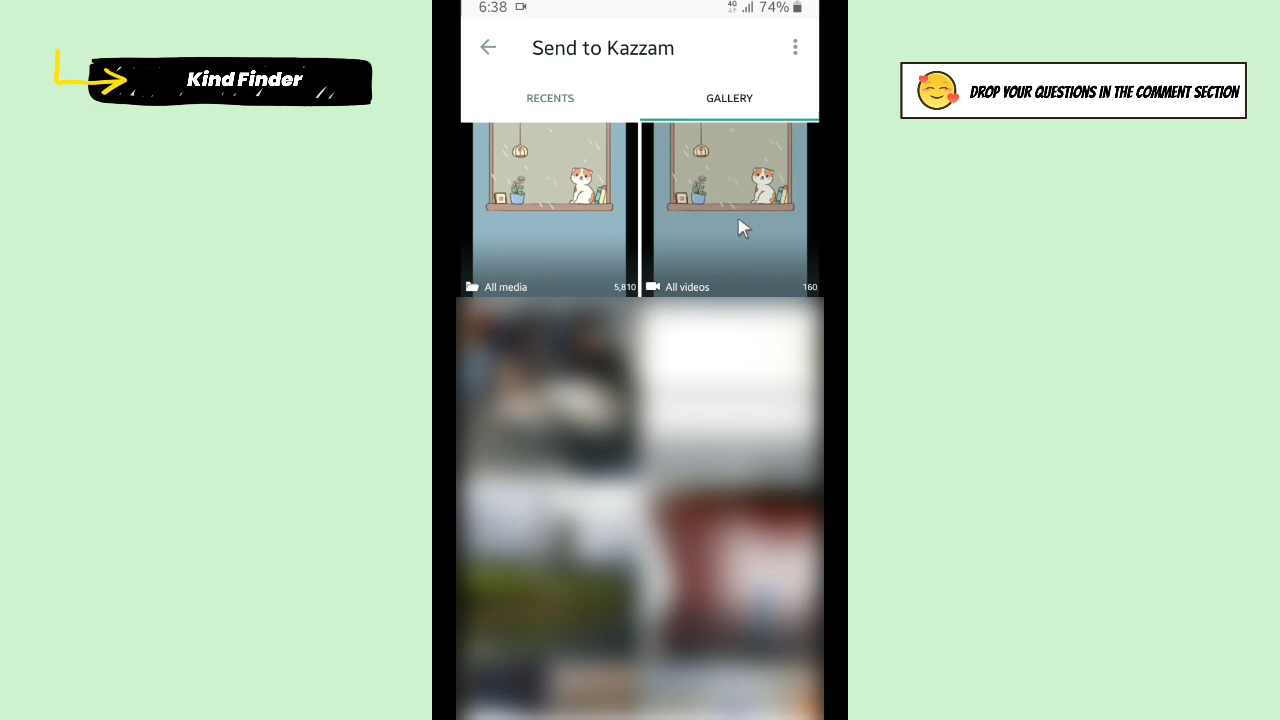 6:38
4G
74%
Kind Finder
Send to Kazzam
DROP YOUR QUESTIONS IN THE COMMENT SECTION
RECENTS
GALLERY
All media
5,810
All videos
160